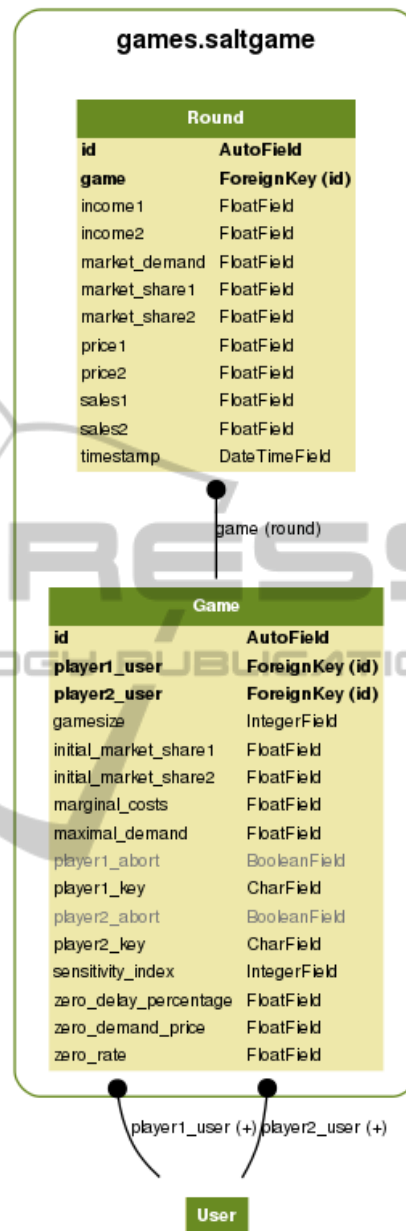 games.saltgame
Round
id AutoField
game ForeignKey (id)
income1 FloatField
income2 FloatField
market_demand FloatField
market_share1 FloatField
market_share2 FloatField
price1 FloatField
price2 FloatField
sales1 FloatField
sales2 FloatField
timestamp DateTimeField
game (round)
Game
id AutoField
player1_user ForeignKey (id)
player2_user ForeignKey (id)
gamesize IntegerField
initial_market_share1 FloatField
initial_market_share2 FloatField
marginal_costs FloatField
maximal_demand FloatField
player1_abort BooleanField
player1_key CharField
player2_abort BooleanField
player2_key CharField
sensitivity_index IntegerField
zero_delay_percentage FloatField
zero_demand_price FloatField
zero_rate FloatField
player1_user (+) player2_user (+)
User